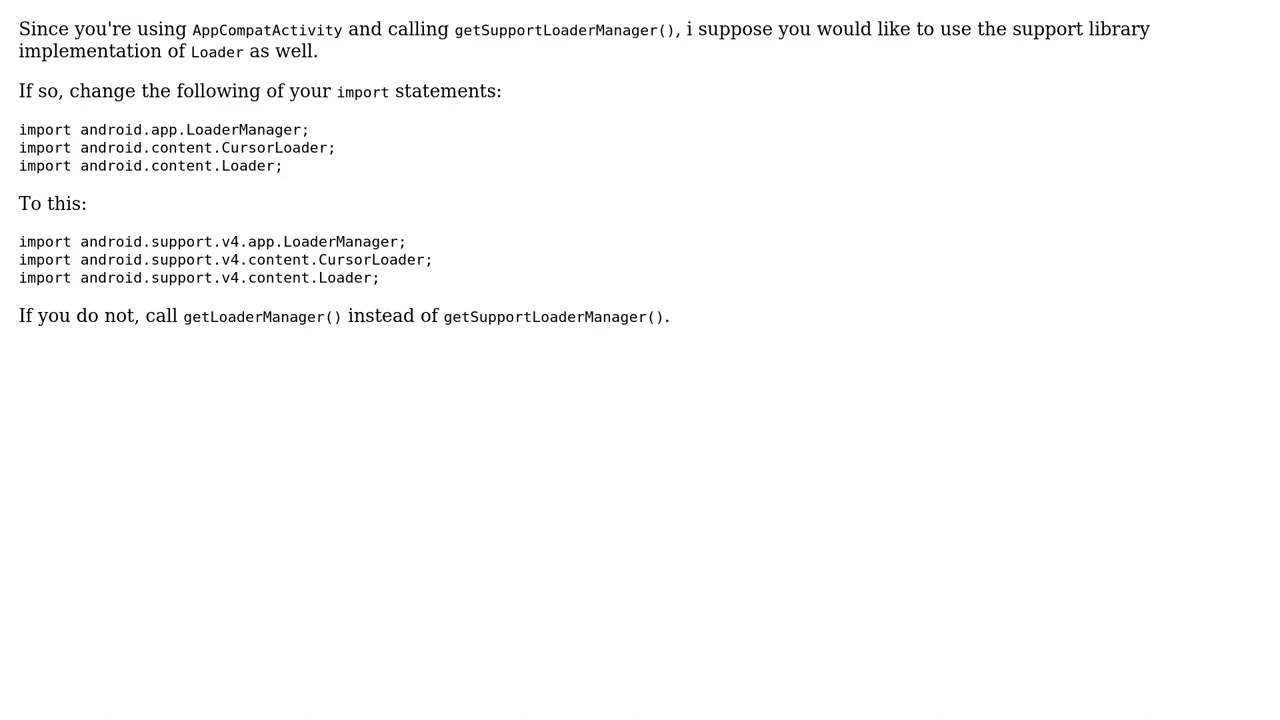 Since you're using AppCompatActivity and calling getSupportLoaderManager(), i suppose you would like to use the support library
implementation of Loader as well.
If so, change the following of your import statements:
import android.app.LoaderManager;
import android.content.CursorLoader;
import android.content.Loader;
To this:
import android.support.v4.app.LoaderManager;
import android.support.v4.content.CursorLoader;
import android.support.v4.content.Loader;
If you do not, call getLoaderManager() instead of getSupportLoaderManager().